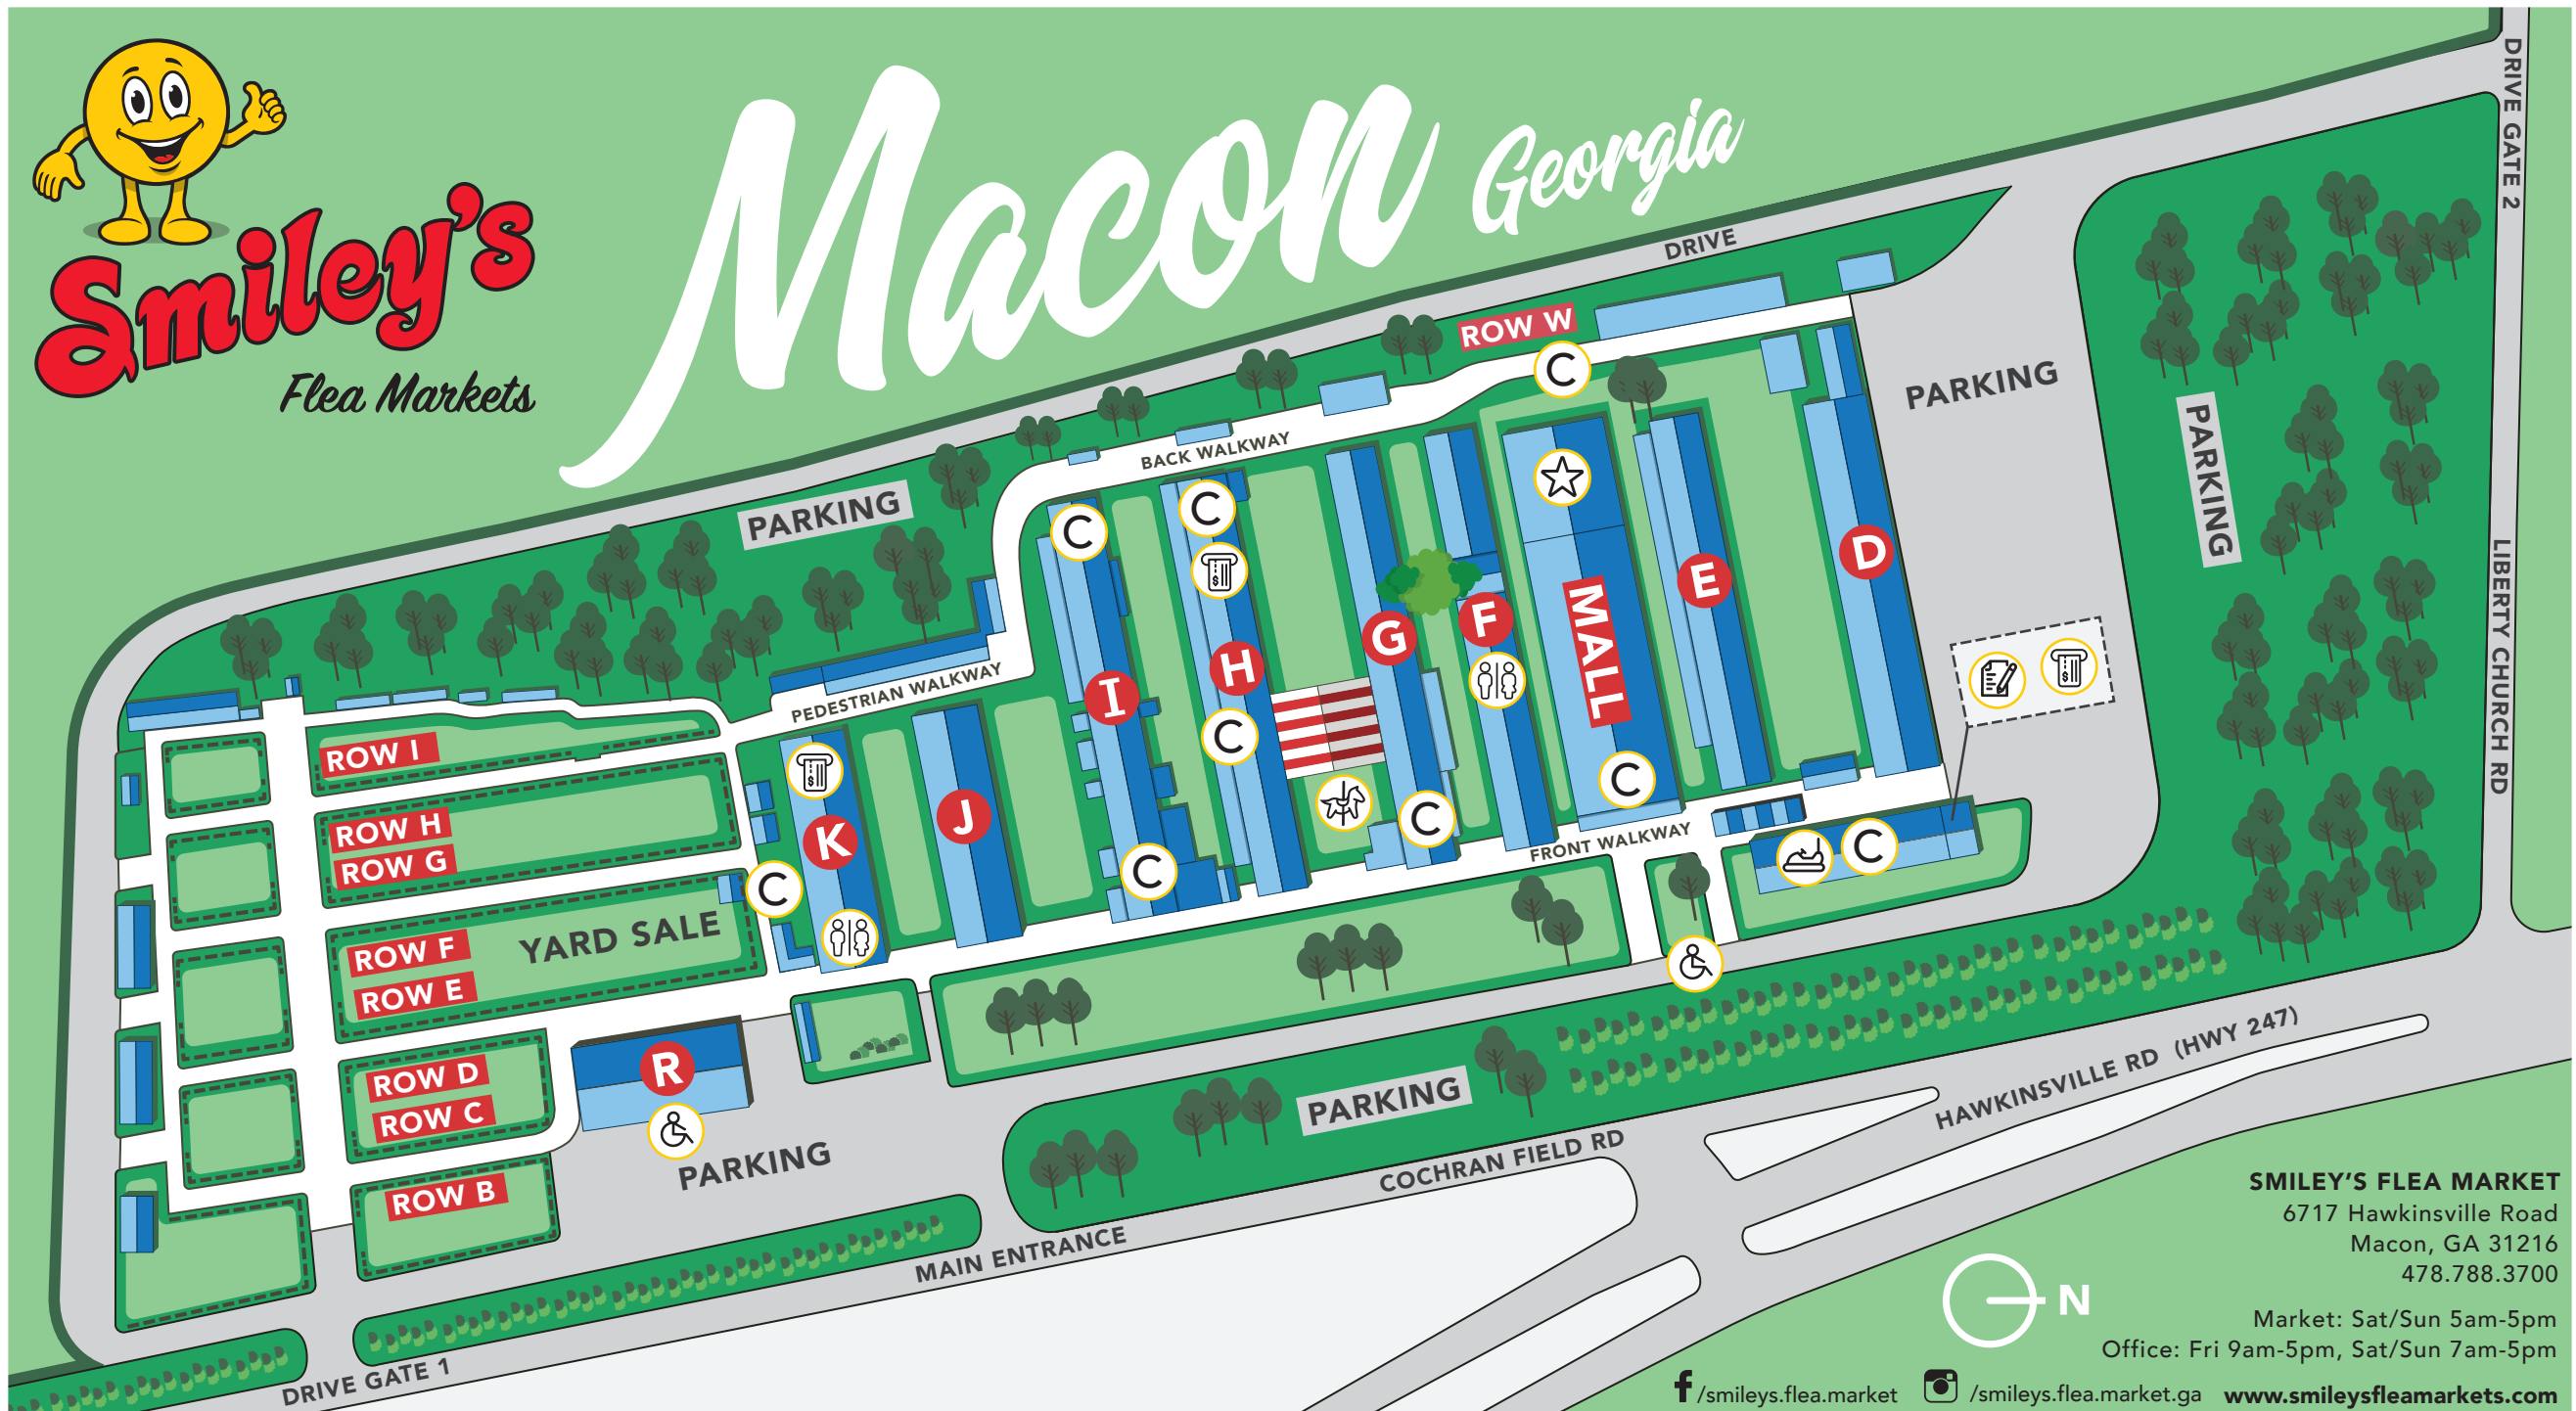 Smiley's
Flea Markets
Macon Georgia
DRIVE GATE 2
DRIVE
ROW W
C
PARKING
PARKING
BACK WALKWAY
PARKING
C
C
$
D
E
MALL
F
G
H
I
LIBERTY CHURCH RD
PEDESTRIAN WALKWAY
$
C
C
C
C
C
FRONT WALKWAY
ROW I
ROW H
ROW G
$
K
J
C
ROW F
ROW E
YARD SALE
ROW D
ROW C
ROW B
R
PARKING
PARKING
HAWKINSVILLE RD (HWY 247)
COCHRAN FIELD RD
MAIN ENTRANCE
DRIVE GATE 1
SMILEY'S FLEA MARKET
6717 Hawkinsville Road
Macon, GA 31216
478.788.3700
N
Market: Sat/Sun 5am-5pm
Office: Fri 9am-5pm, Sat/Sun 7am-5pm
f /smileys.flea.market /smileys.flea.market.ga www.smileysfleamarkets.com